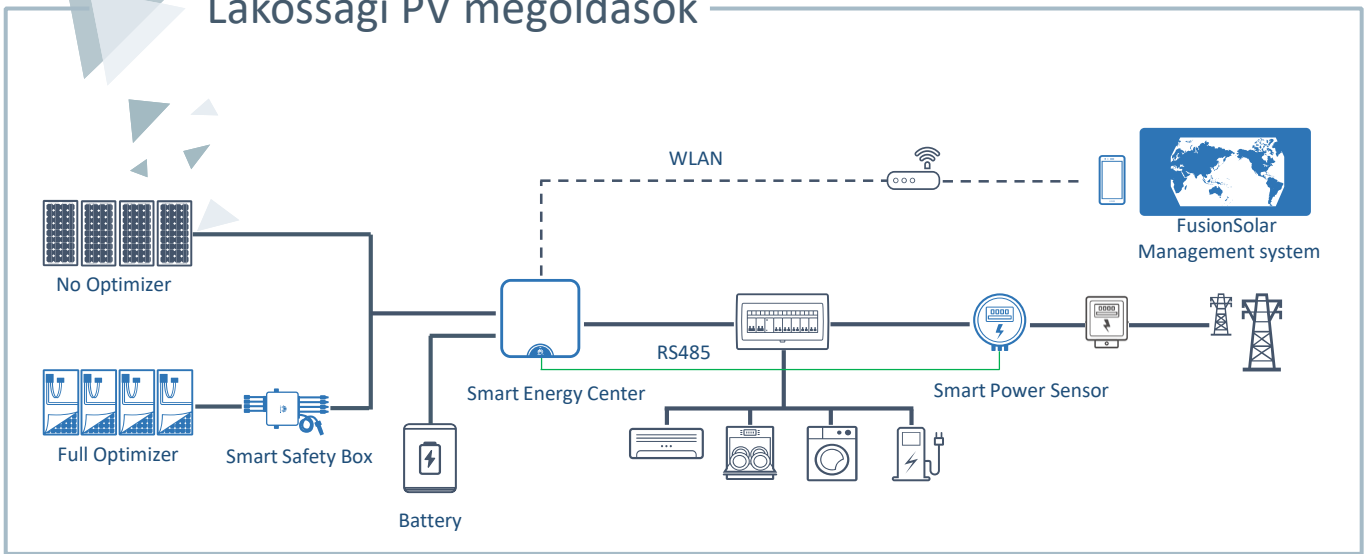 Lakossági PV megoldások
WLAN
FusionSolar
Management system
No Optimizer
RS485
Smart Energy Center
Smart Power Sensor
Full Optimizer
Smart Safety Box
Battery